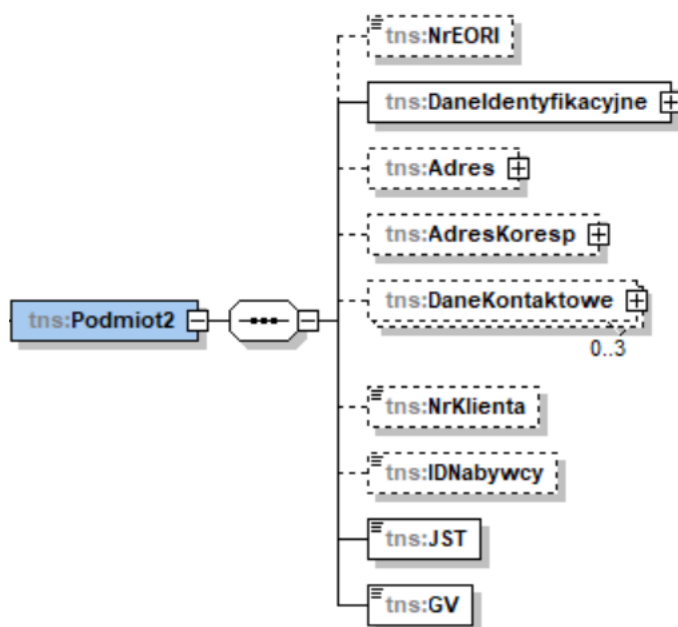 tns:NrEORI
tns:DaneIdentyfikacyjne
tns:Adres
tns:AdresKoresp
tns:DaneKontaktowe
0..3
tns:Podmiot2
tns:NrKlienta
tns:IDNabywcy
tns:JST
tns:GV